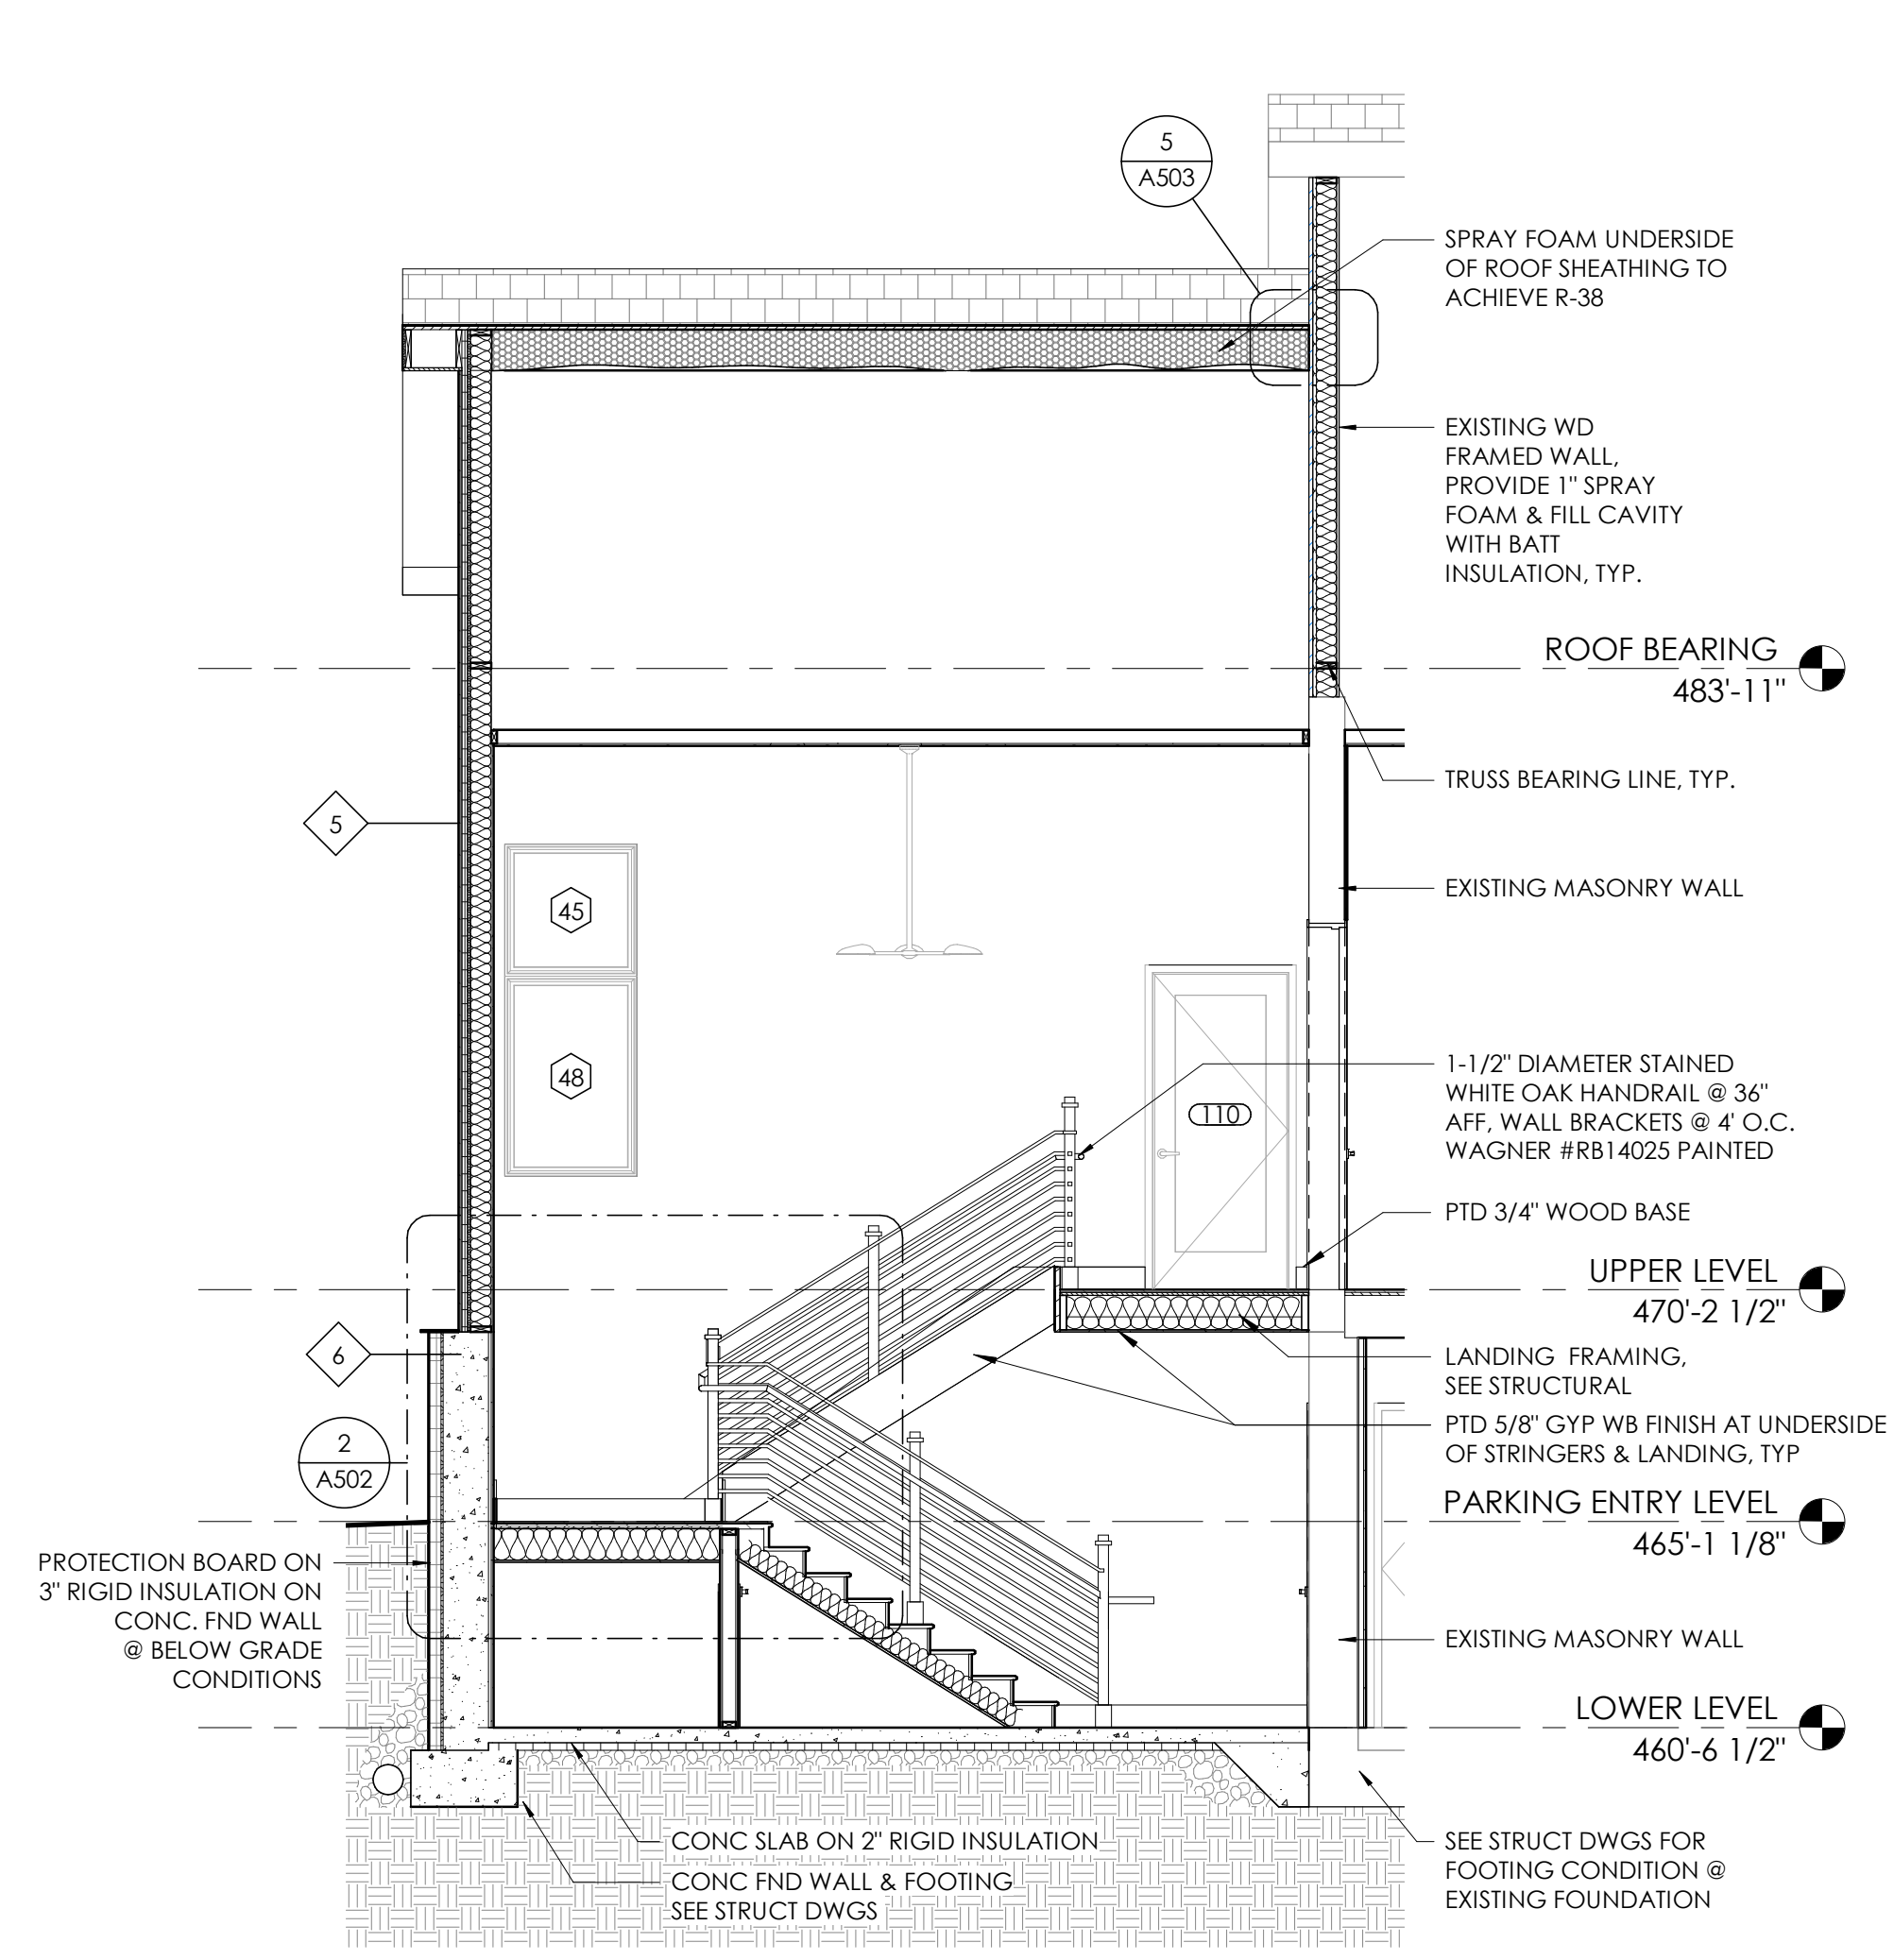 5
A503
SPRAY FOAM UNDERSIDE
OF ROOF SHEATHING TO
ACHIEVE R-38
EXISTING WD
FRAMED WALL,
PROVIDE 1" SPRAY
FOAM & FILL CAVITY
WITH BATT
INSULATION, TYP.
ROOF BEARING
483'-11"
TRUSS BEARING LINE, TYP.
5
EXISTING MASONRY WALL
45
48
110
1-1/2" DIAMETER STAINED
WHITE OAK HANDRAIL @ 36"
AFF, WALL BRACKETS @ 4' O.C.
WAGNER #RB14025 PAINTED
PTD 3/4" WOOD BASE
UPPER LEVEL
470'-2 1/2"
6
LANDING FRAMING,
SEE STRUCTURAL
PTD 5/8" GYP WB FINISH AT UNDERSIDE
OF STRINGERS & LANDING, TYP
2
A502
PARKING ENTRY LEVEL
465'-1 1/8"
PROTECTION BOARD ON
3" RIGID INSULATION ON
CONC. FND WALL
@ BELOW GRADE
CONDITIONS
EXISTING MASONRY WALL
LOWER LEVEL
460'-6 1/2"
CONC SLAB ON 2" RIGID INSULATION
CONC FND WALL & FOOTING
SEE STRUCT DWGS
SEE STRUCT DWGS FOR
FOOTING CONDITION @
EXISTING FOUNDATION